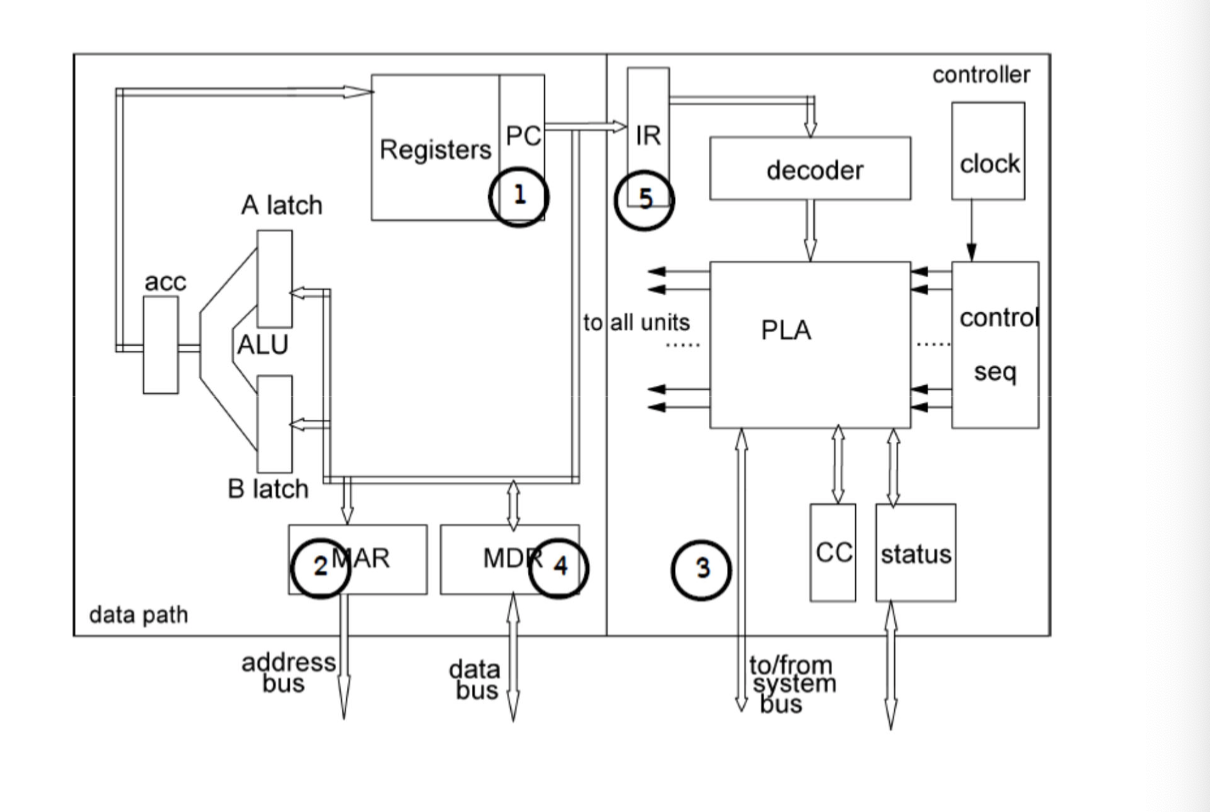 controller
PC
IR
Registers
decoder
clock
1
5
A latch
acc
to all units
PLA
control
.....
.....
ALU
seq
B latch
2
MAR
MDR
4
3
CC
status
data path
address
bus
data
bus
to/from
system
bus